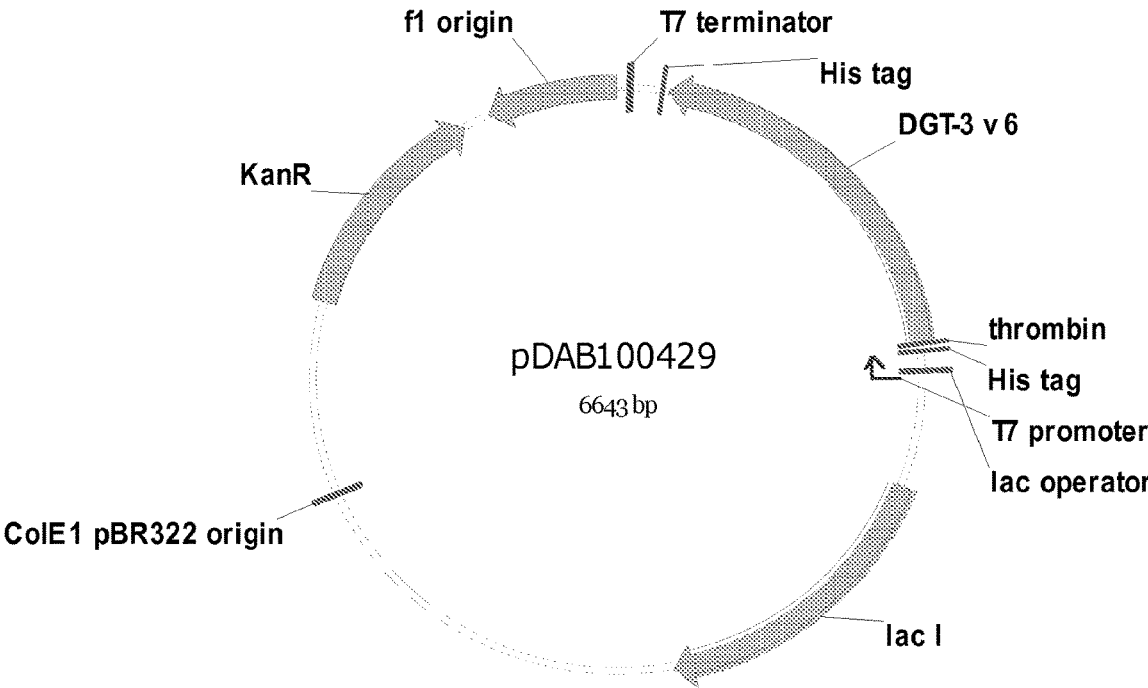 f1 origin
T7 terminator
His tag
DGT-3 v 6
KanR
thrombin
pDAB100429
His tag
6643 bp
T7 promoter
lac operator
ColE1 pBR322 origin
lac I